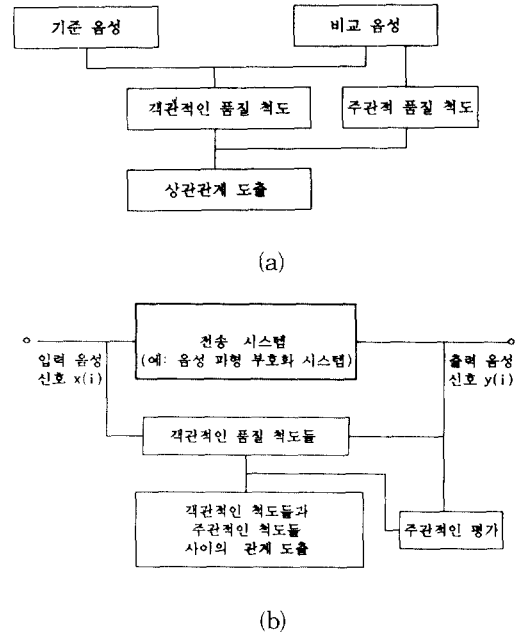 기준 음성
비교 음성
객관적인 품질 척도
주관적 품질 척도
상관관계 도출
(a)
전송 시스템
(예: 음성 파형 부호화 시스템)
입력 음성
신호 x(i)
출력 음성
신호 y(i)
객관적인 품질 척도들
객관적인 척도들과
주관적인 척도들
사이의 관계 도출
주관적인 평가
(b)